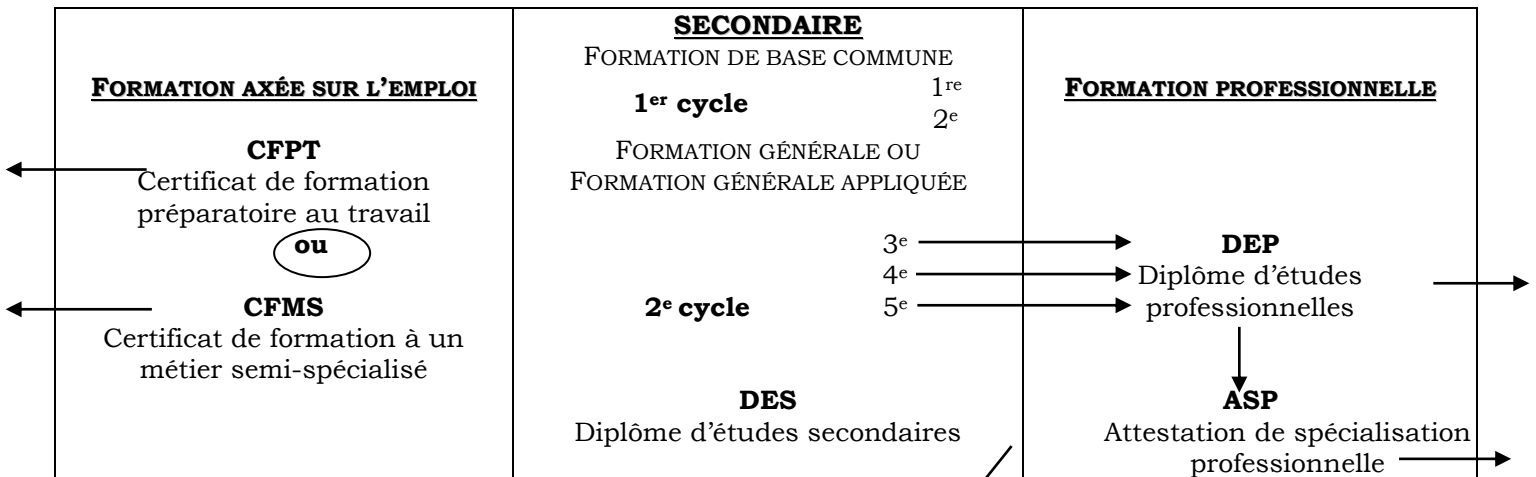 FORMATION AXÉE SUR L'EMPLOI
CFPT
Certificat de formation
préparatoire au travail
ou
CFMS
Certificat de formation à un
métier semi-spécialisé
SECONDAIRE
FORMATION DE BASE COMMUNE
1er cycle
1re
2e
FORMATION GÉNÉRALE OU
FORMATION GÉNÉRALE APPLIQUÉE
3e
4e
2e cycle 5e
DES
Diplôme d'études secondaires
FORMATION PROFESSIONNELLE
DEP
Diplôme d'études
professionnelles
ASP
Attestation de spécialisation
professionnelle